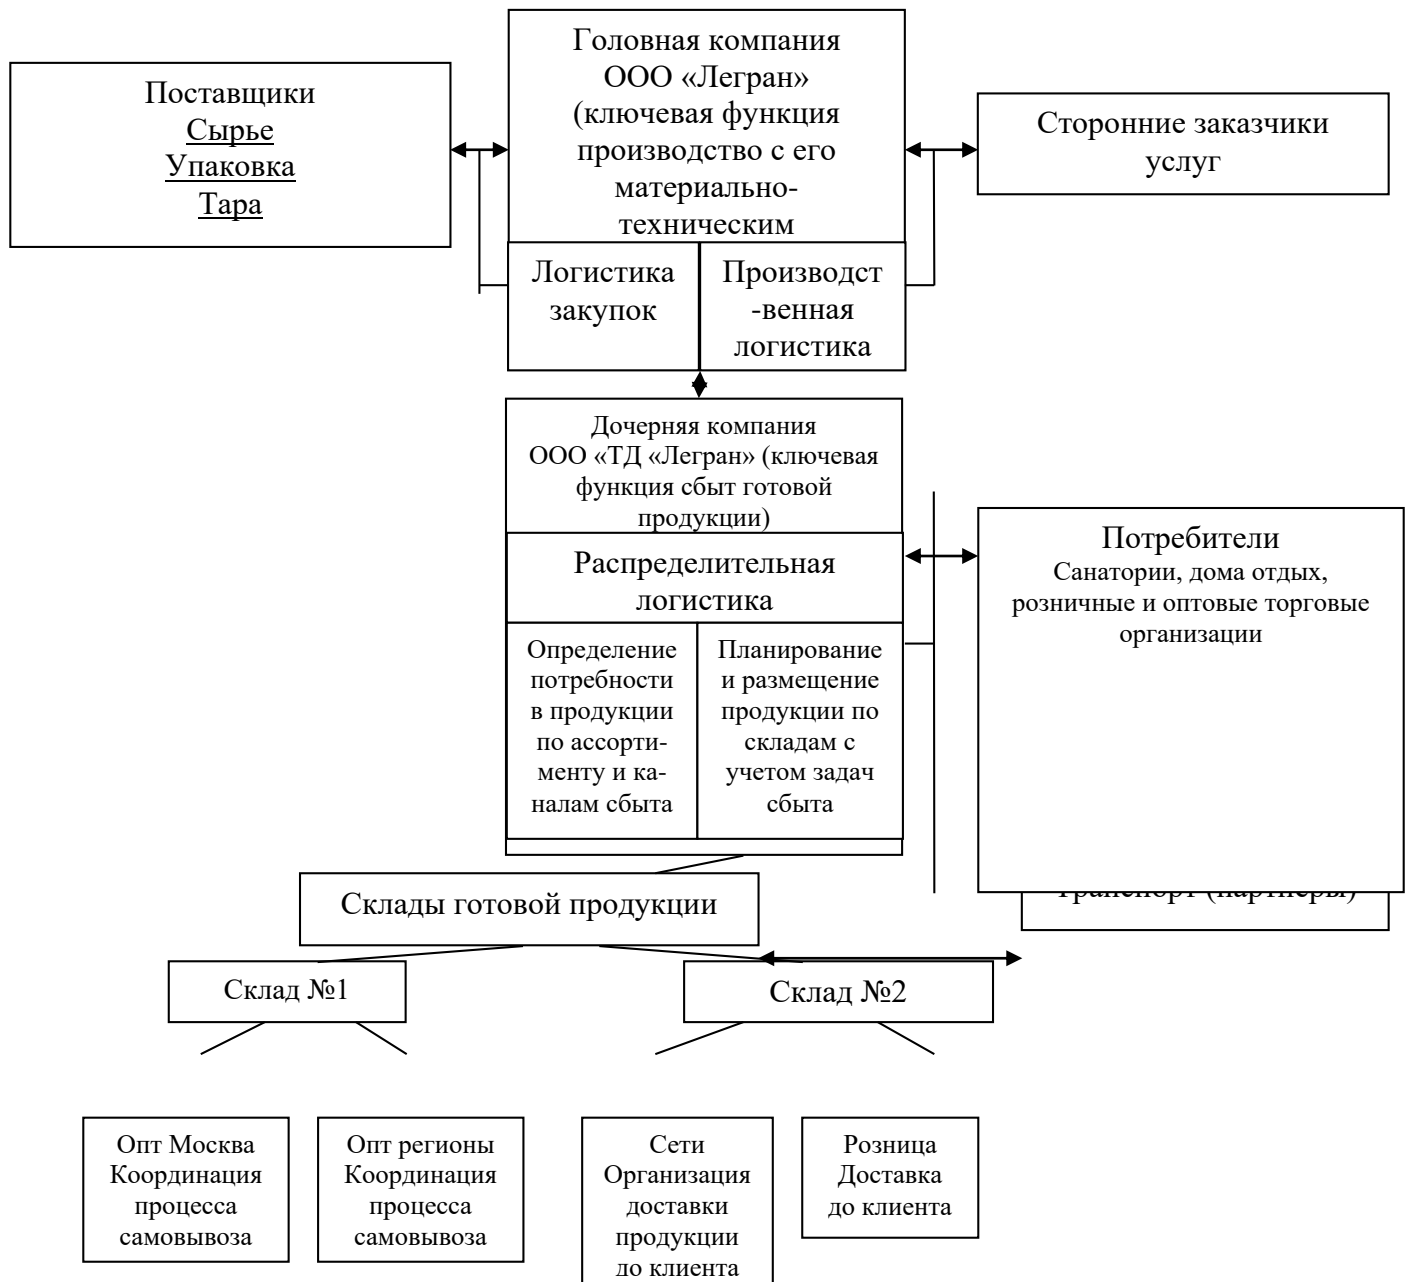 Головная компания
ООО «Легран»
(ключевая функция
производство с его
материально-
техническим
Поставщики
Сырье
Упаковка
Тара
Сторонние заказчики
услуг
Логистика
закупок
Производст
-венная
логистика
Дочерняя компания
ООО «ТД «Легран» (ключевая
функция сбыт готовой
продукции)
Распределительная
логистика
Определение
потребности
в продукции
по ассорти-
менту и ка-
налам сбыта
Планирование
и размещение
продукции по
складам с
учетом задач
сбыта
Потребители
Санатории, дома отдых,
розничные и оптовые торговые
организации
Транспорт (партнеры)
Склады готовой продукции
Склад №1
Склад №2
Опт Москва
Координация
процесса
самовывоза
Опт регионы
Координация
процесса
самовывоза
Сети
Организация
доставки
продукции
до клиента
Розница
Доставка
до клиента